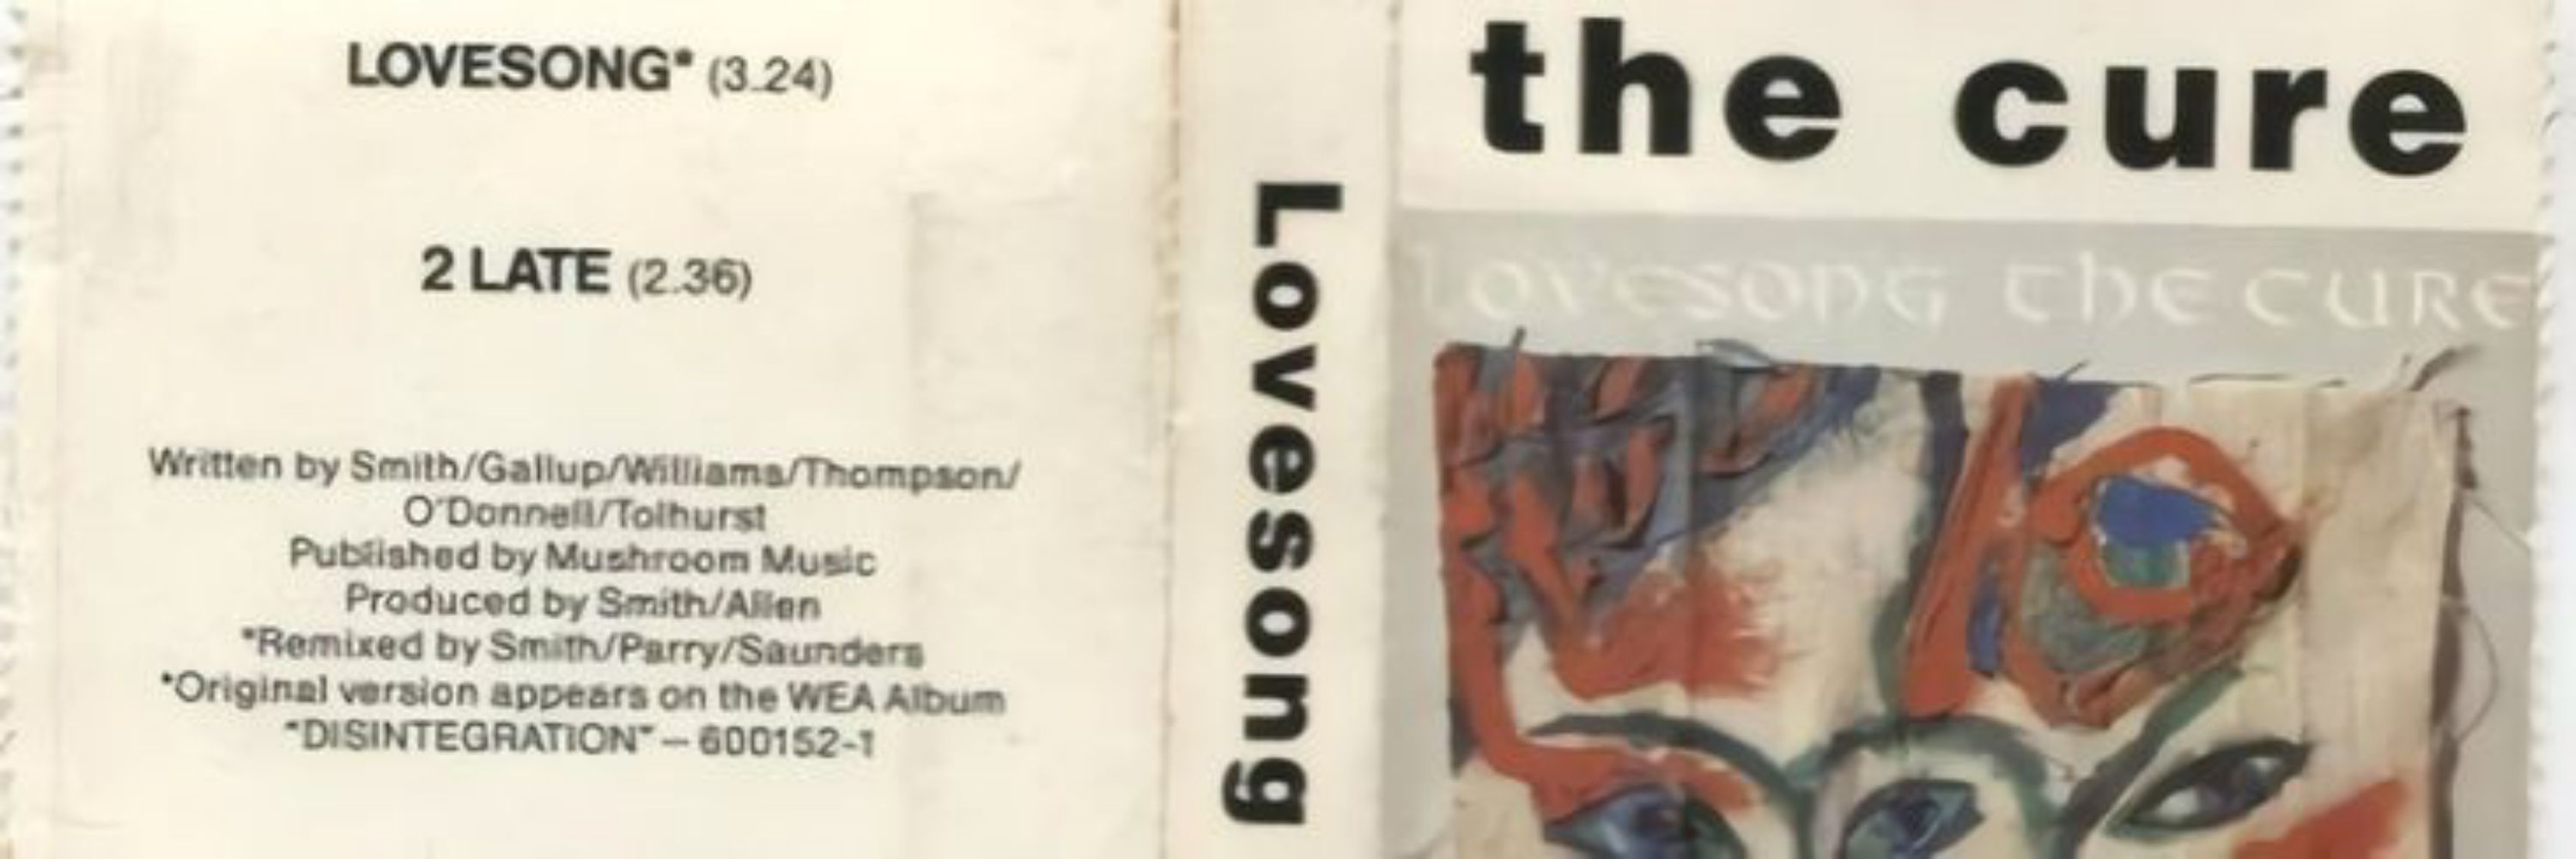 LOVESONG* (3.24)
2 LATE (2.36)
Written by Smith/Gallup/Williams/Thompson/
O'Donnell/Tolhurst
Published by Mushroom Music
Produced by Smith/Allen
*Remixed by Smith/Parry/Saunders
*Original version appears on the WEA Album
"DISINTEGRATION" – 600152-1
Lovesong
the cure
Lovesong the cure